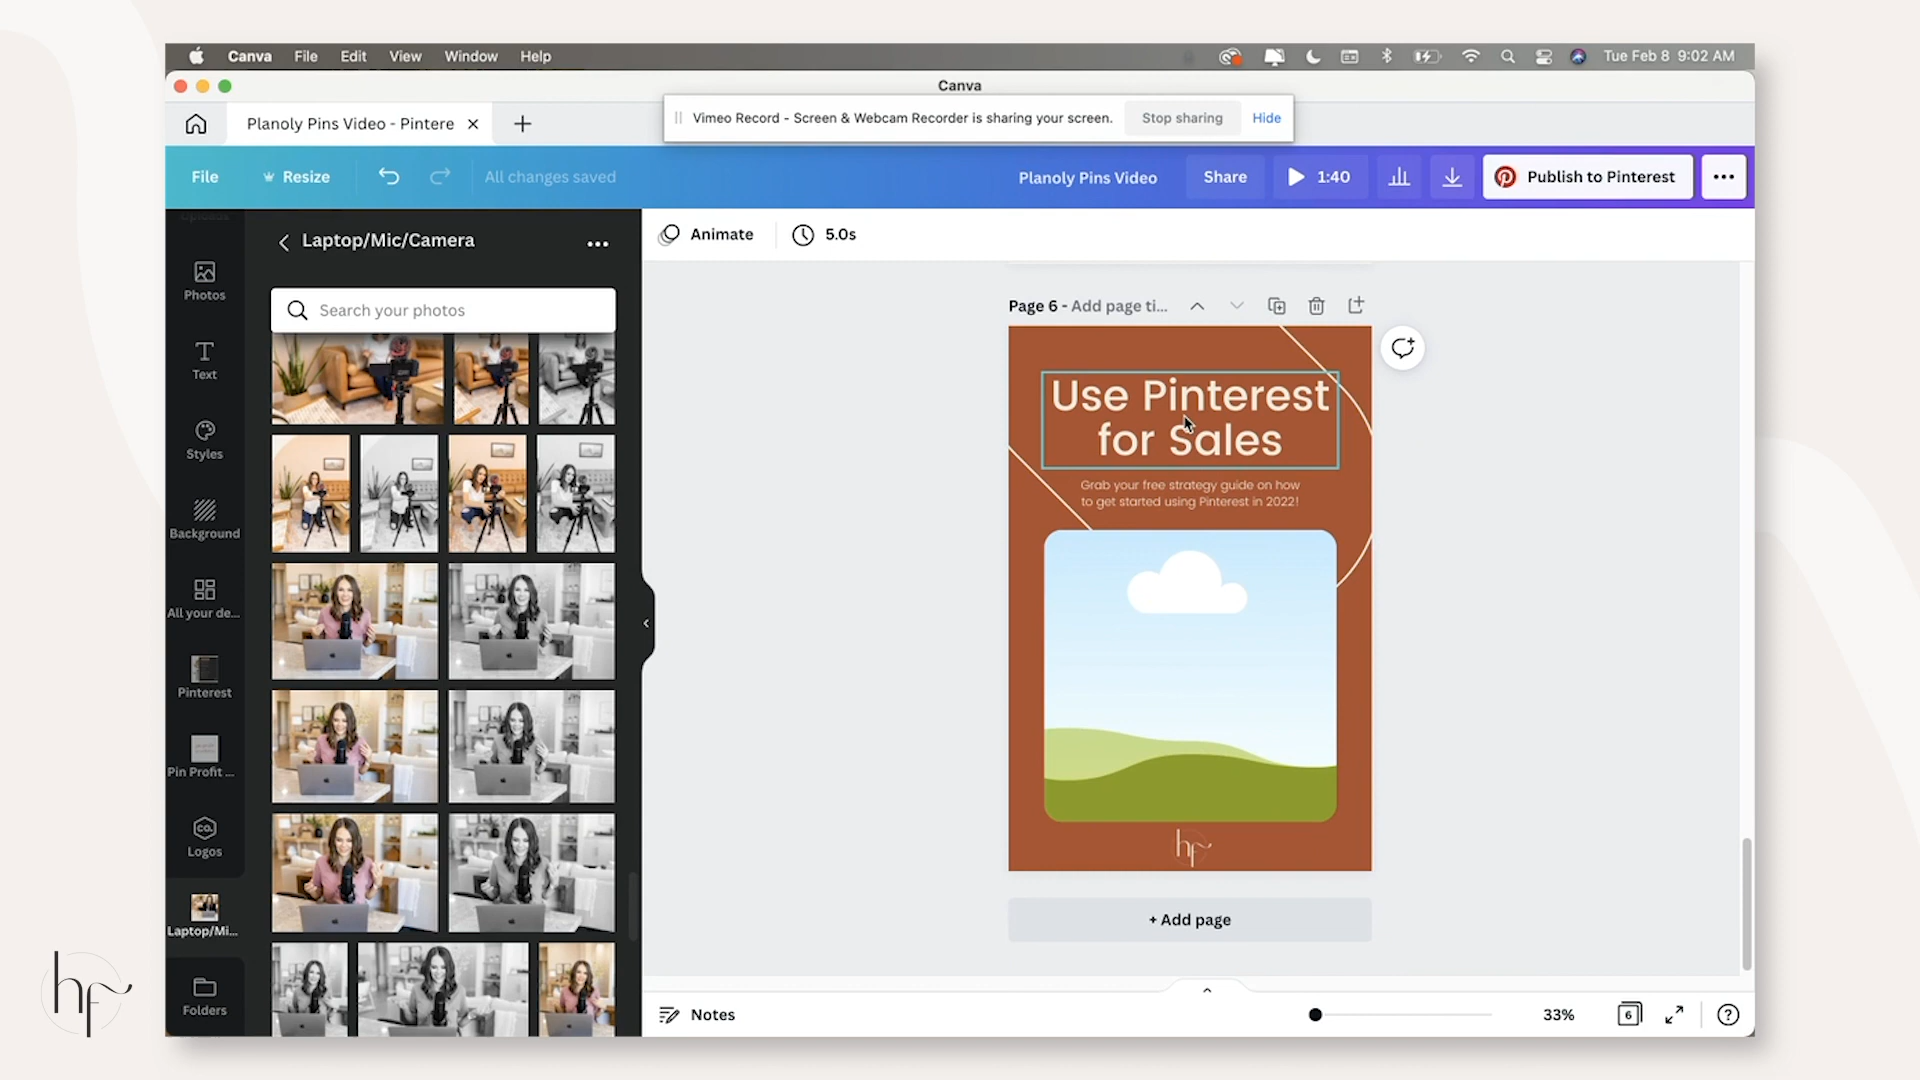 Canva File Edit View Window Help Tue Feb 8 9:02 AM
Canva
Planoly Pins Video - Pintere
Vimeo Record - Screen & Webcam Recorder is sharing your screen. Stop sharing Hide
File Resize All changes saved Planoly Pins Video Share 1:40 Publish to Pinterest
Uploads
Laptop/Mic/Camera
Animate 5.0s
Search your photos
Photos
Text
Styles
Background
All your de...
Pinterest
Pin Profit ...
CO.
Logos
Laptop/Mi...
Folders
Page 6 - Add page ti...
Use Pinterest
for Sales
Grab your free strategy guide on how
to get started using Pinterest in 2022!
hf
+ Add page
Notes 33% 6
hf